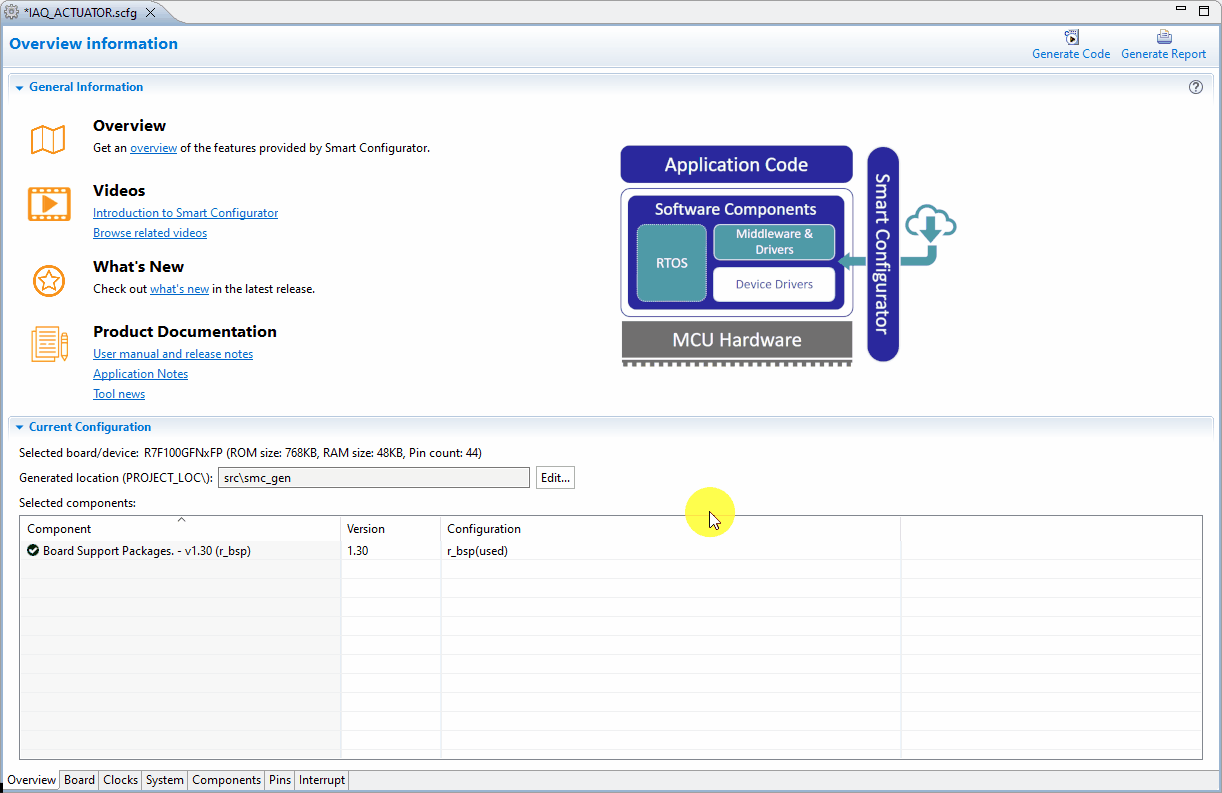 *IAQ_ACTUATOR.scfg
Overview information
Generate Code
Generate Report
General Information
Overview
Get an overview of the features provided by Smart Configurator.
Videos
Introduction to Smart Configurator
Browse related videos
What's New
Check out what's new in the latest release.
Product Documentation
User manual and release notes
Application Notes
Tool news
Application Code
Software Components
RTOS
Middleware &
Drivers
Device Drivers
MCU Hardware
Smart Configurator
Current Configuration
Selected board/device: R7F100GFNxFP (ROM size: 768KB, RAM size: 48KB, Pin count: 44)
Generated location (PROJECT_LOC\): src\smc_gen Edit...
Selected components:
Component Version Configuration
Board Support Packages. - v1.30 (r_bsp) 1.30 r_bsp(used)
Overview Board Clocks System Components Pins Interrupt